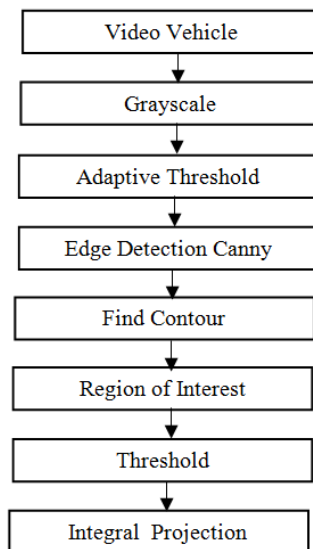 Video Vehicle
Grayscale
Adaptive Threshold
Edge Detection Canny
Find Contour
Region of Interest
Threshold
Integral Projection